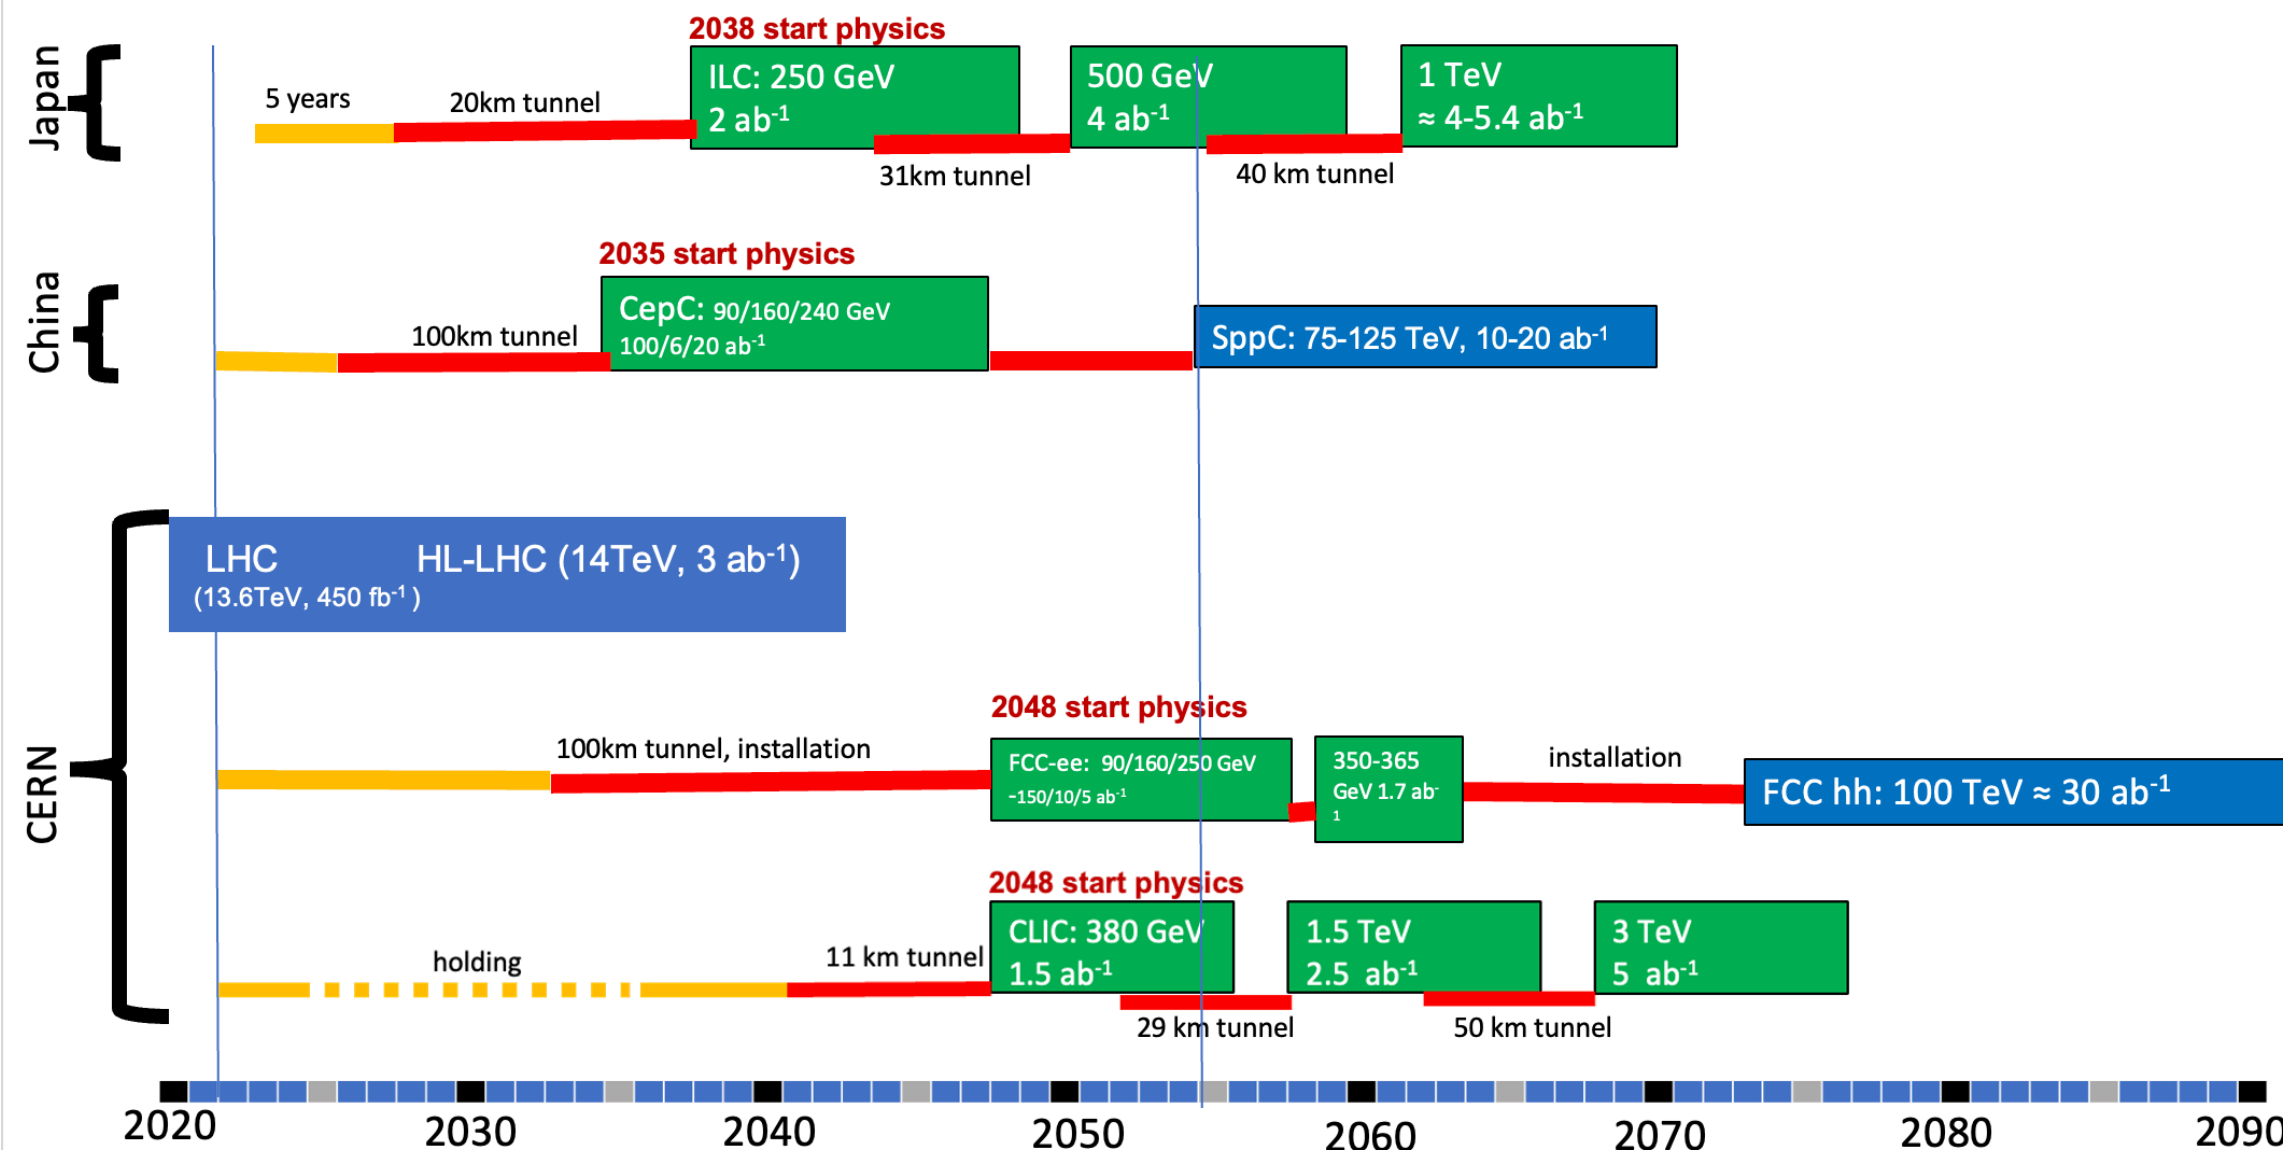 2038 start physics
Japan
5 years
20km tunnel
ILC: 250 GeV
2 ab⁻¹
31km tunnel
500 GeV
4 ab⁻¹
40 km tunnel
1 TeV
≈ 4-5.4 ab⁻¹
2035 start physics
China
100km tunnel
CepC: 90/160/240 GeV
100/6/20 ab⁻¹
SppC: 75-125 TeV, 10-20 ab⁻¹
CERN
LHC HL-LHC (14TeV, 3 ab⁻¹)
(13.6TeV, 450 fb⁻¹ )
2048 start physics
100km tunnel, installation
FCC-ee: 90/160/250 GeV
~150/10/5 ab⁻¹
350-365
GeV 1.7 ab⁻
¹
installation
FCC hh: 100 TeV ≈ 30 ab⁻¹
2048 start physics
holding
11 km tunnel
CLIC: 380 GeV
1.5 ab⁻¹
29 km tunnel
1.5 TeV
2.5 ab⁻¹
50 km tunnel
3 TeV
5 ab⁻¹
2020 2030 2040 2050 2060 2070 2080 2090